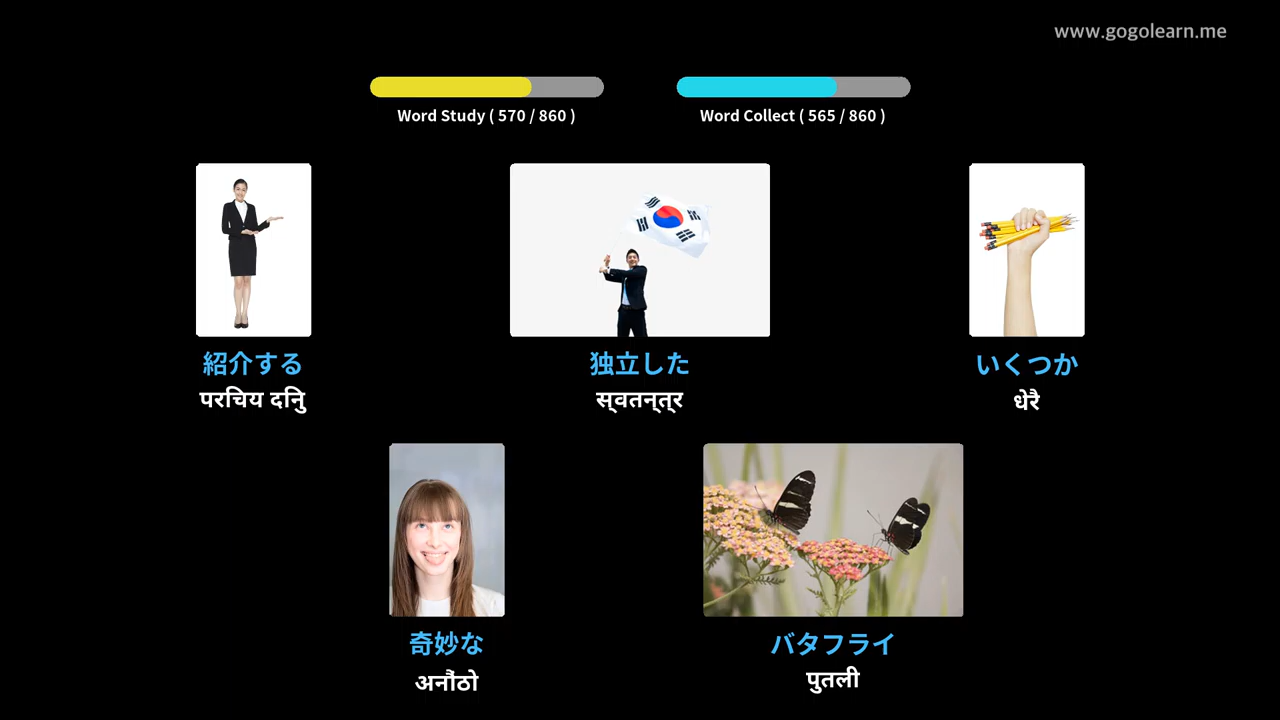 www.gogolearn.me
Word Study ( 570 / 860 )
Word Collect ( 565 / 860 )
紹介する
परिचय दिनु
独立した
स्वतन्त्र
いくつか
धेरै
奇妙な
अनौंठो
バタフライ
पुतली